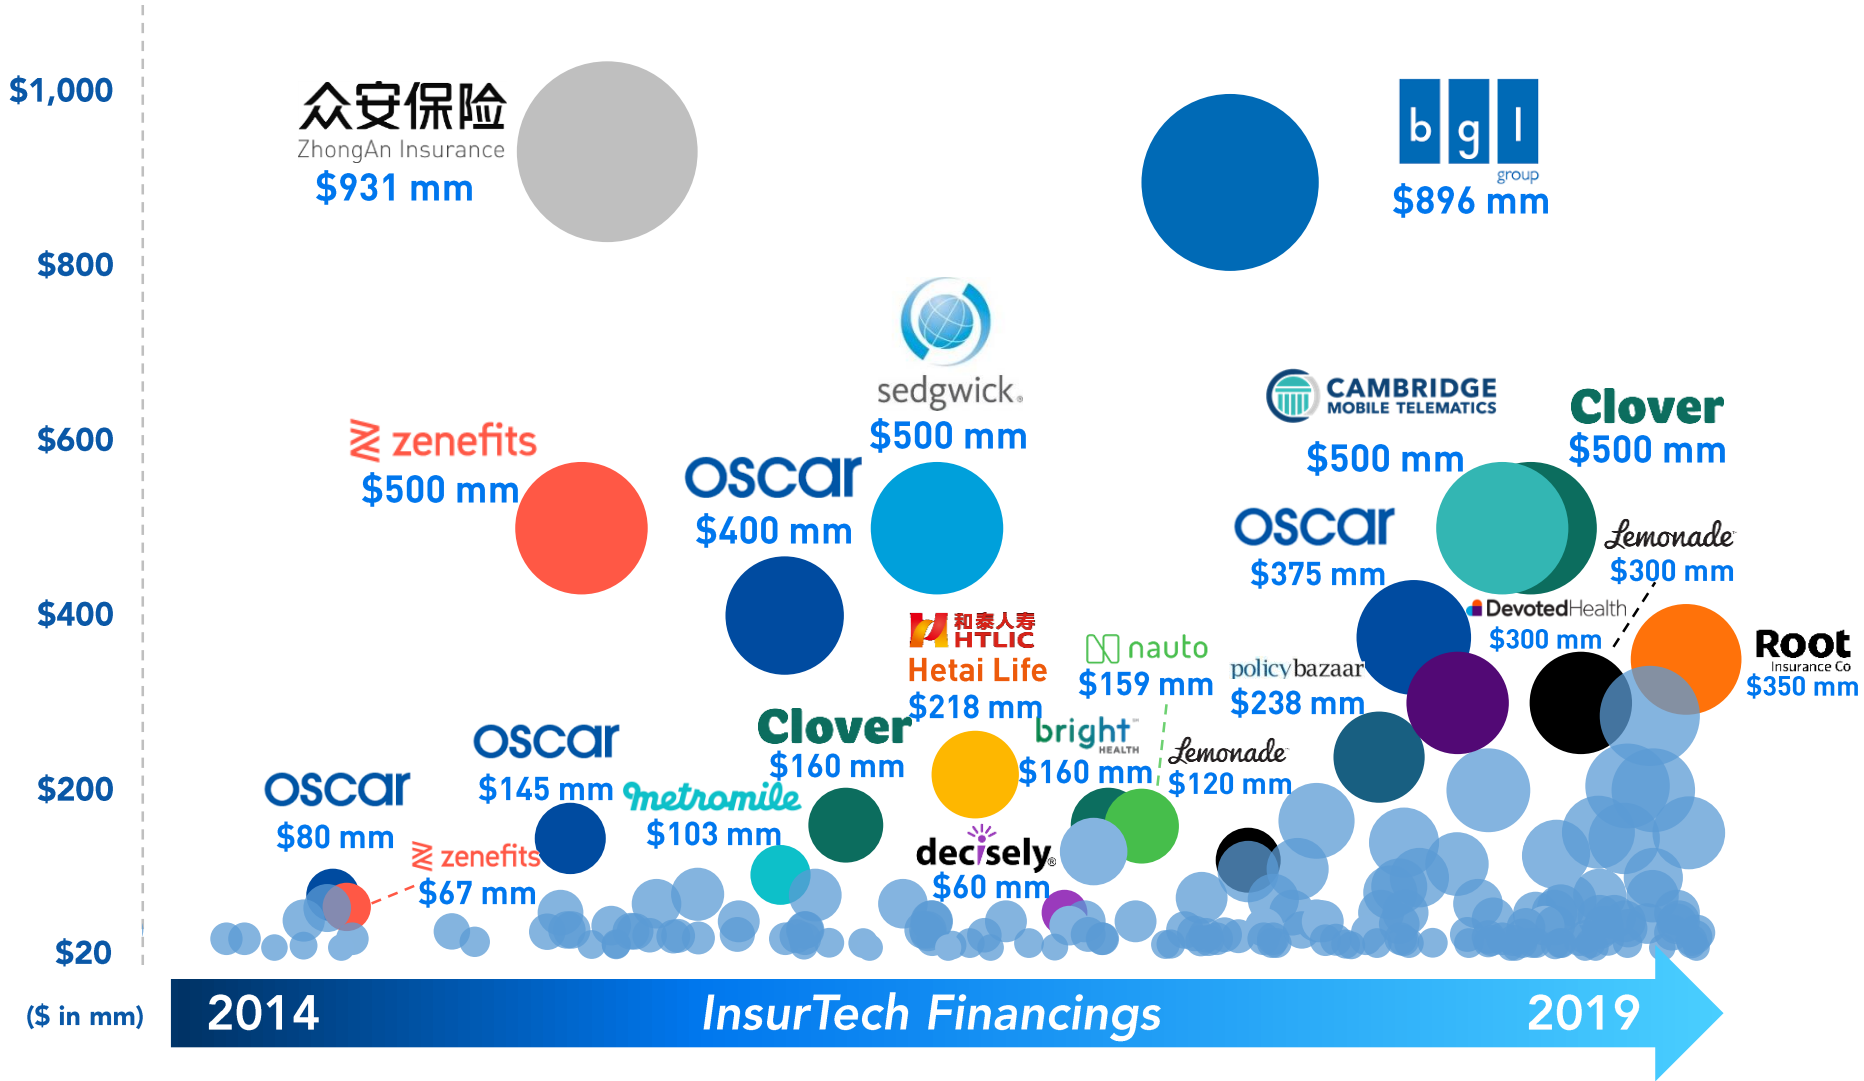 $1,000
$800
$600
$400
$200
$20
($ in mm)
众安保险
ZhongAn Insurance
$931 mm
bgl
group
$896 mm
sedgwick®
$500 mm
zenefits
$500 mm
oscar
$400 mm
CAMBRIDGE
MOBILE TELEMATICS
$500 mm
Clover
$500 mm
oscar
$375 mm
Lemonade
$300 mm
DevotedHealth
$300 mm
Root
Insurance Co
$350 mm
和泰人寿
HTLIC
Hetai Life
$218 mm
nauto
$159 mm
policybazaar
$238 mm
Clover
$160 mm
bright
HEALTH
$160 mm
Lemonade
$120 mm
oscar
$145 mm
metromile
$103 mm
oscar
$80 mm
zenefits
$67 mm
decisely®
$60 mm
2014
InsurTech Financings
2019